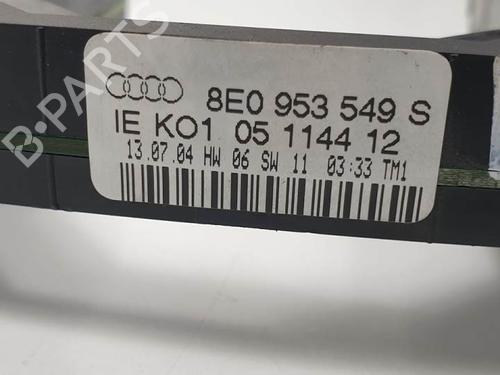 8E0 953 549 S
IE KO1 05 1144 12
13.07.04 HW 06 SW 11 03:33 TM1
B-PARTS